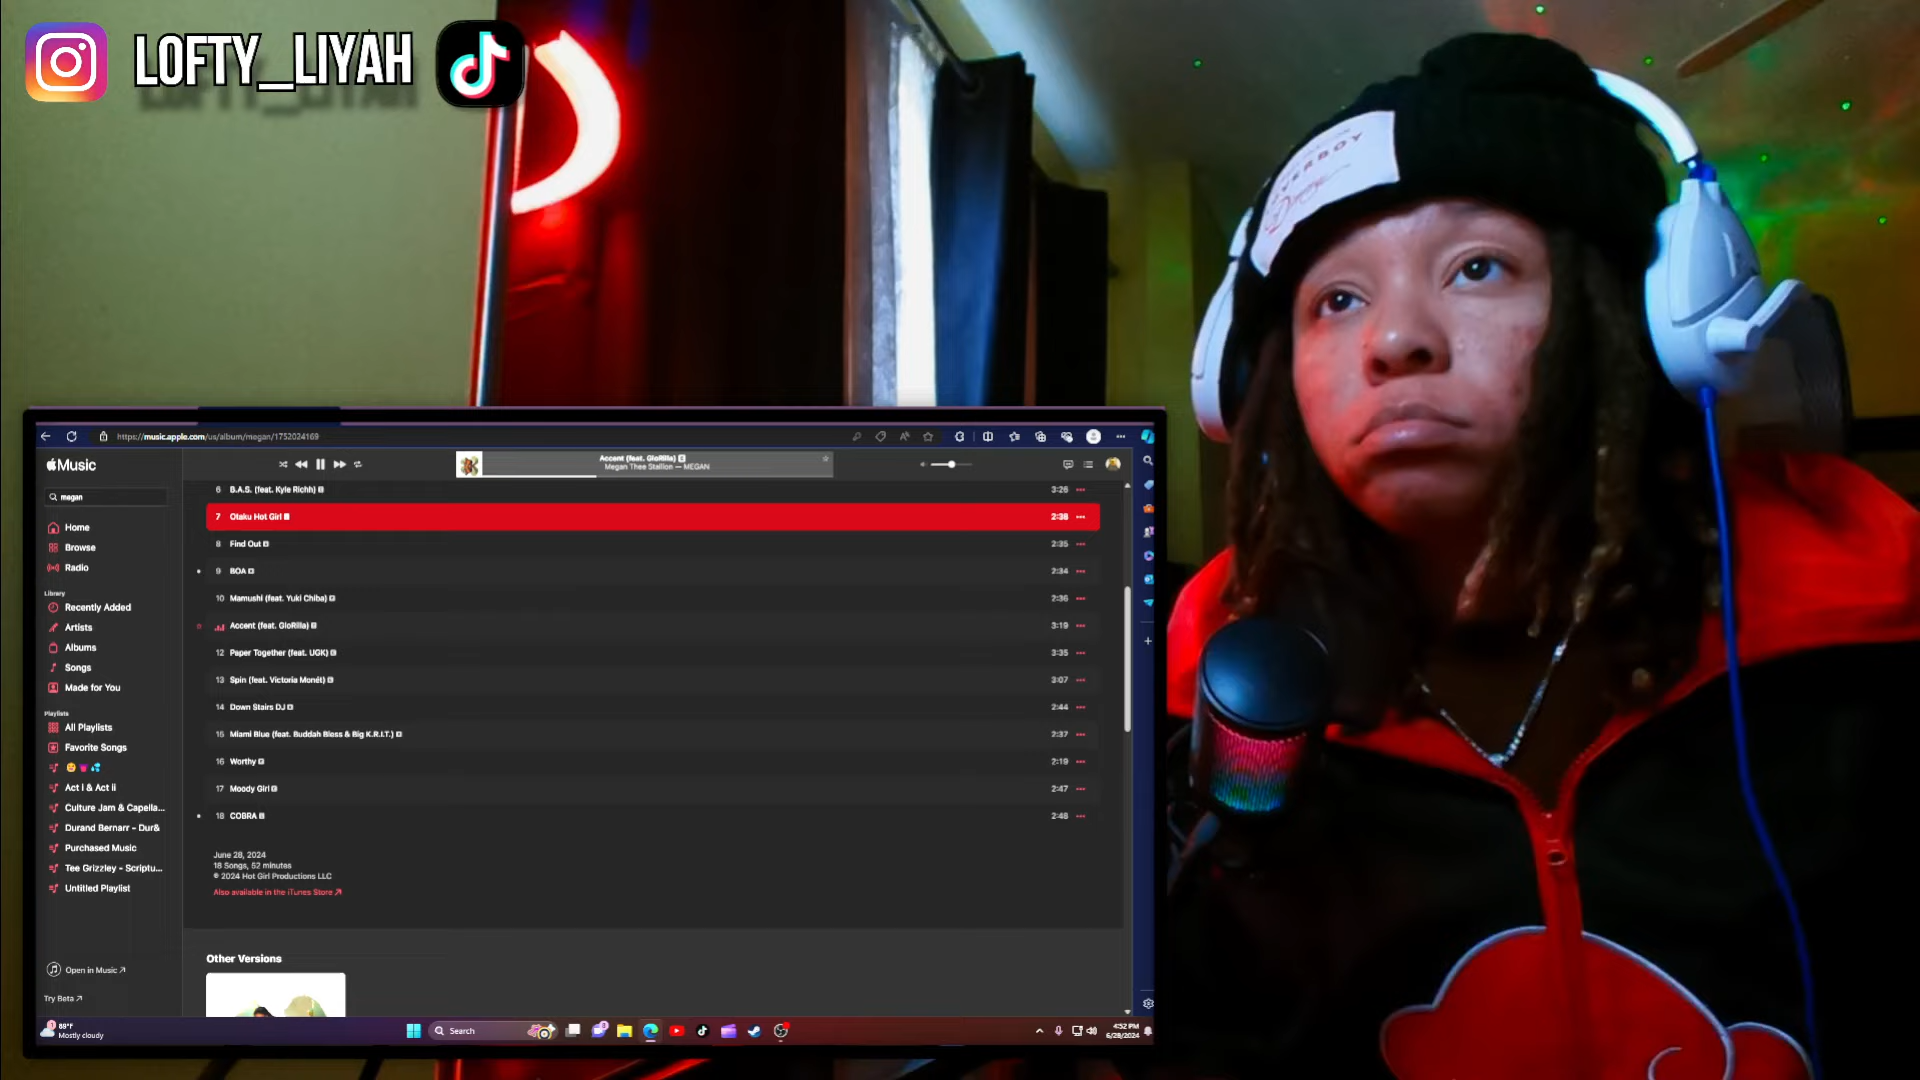 LOFTY_LIYAH
https://music.apple.com/us/album/megan/1752024169
Music
Accent (feat. GloRilla) E
Megan Thee Stallion — MEGAN
megan
Home
Browse
Radio
Library
Recently Added
Artists
Albums
Songs
Made for You
Playlists
All Playlists
Favorite Songs
Act i & Act ii
Culture Jam & Capella...
Durand Bernarr - Dur&
Purchased Music
Tee Grizzley - Scriptu...
Untitled Playlist
Open in Music
Try Beta
6 B.A.S. (feat. Kyle Richh) E 3:26
7 Otaku Hot Girl E 2:38
8 Find Out E 2:35
9 BOA E 2:34
10 Mamushi (feat. Yuki Chiba) E 2:36
Accent (feat. GloRilla) E 3:19
12 Paper Together (feat. UGK) E 3:35
13 Spin (feat. Victoria Monét) E 3:07
14 Down Stairs DJ E 2:44
15 Miami Blue (feat. Buddah Bless & Big K.R.I.T.) E 2:37
16 Worthy E 2:19
17 Moody Girl E 2:47
18 COBRA E 2:48
June 28, 2024
18 Songs, 52 minutes
© 2024 Hot Girl Productions LLC
Also available in the iTunes Store
Other Versions
Mostly cloudy
Search
4:52 PM
6/28/2024